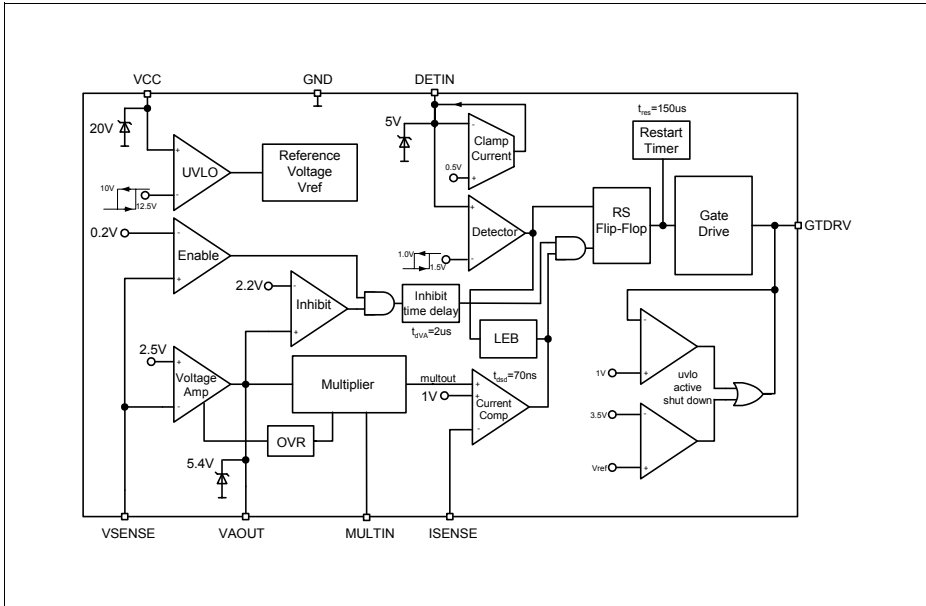 VCC
GND
DETIN
20V
+
UVLO
-
10V
12.5V
Reference
Voltage
Vref
5V
-
Clamp
Current
0.5V
+
t_res=150us
Restart
Timer
+
Detector
-
1.0V
1.5V
RS
Flip-Flop
Gate
Drive
GTDRV
0.2V
-
Enable
+
2.2V
-
Inhibit
+
Inhibit
time delay
t_dVA=2us
LEB
2.5V
+
Voltage
Amp
-
Multiplier
multout
t_dsd=70ns
+
1V
+
Current
Comp
-
OVR
5.4V
-
1V
+
uvlo
active
shut down
3.5V
-
Vref
+
VSENSE
VAOUT
MULTIN
ISENSE